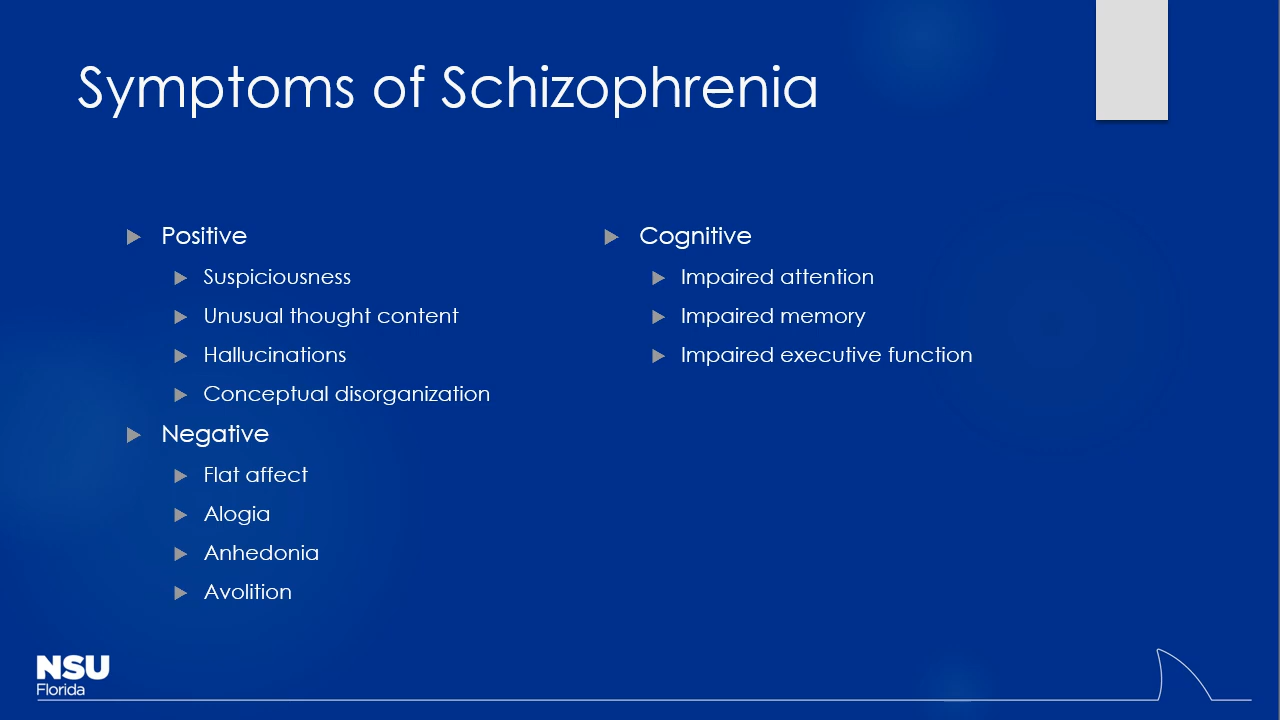 Symptoms of Schizophrenia
Positive
Suspiciousness
Unusual thought content
Hallucinations
Conceptual disorganization
Negative
Flat affect
Alogia
Anhedonia
Avolition
Cognitive
Impaired attention
Impaired memory
Impaired executive function
NSU
Florida